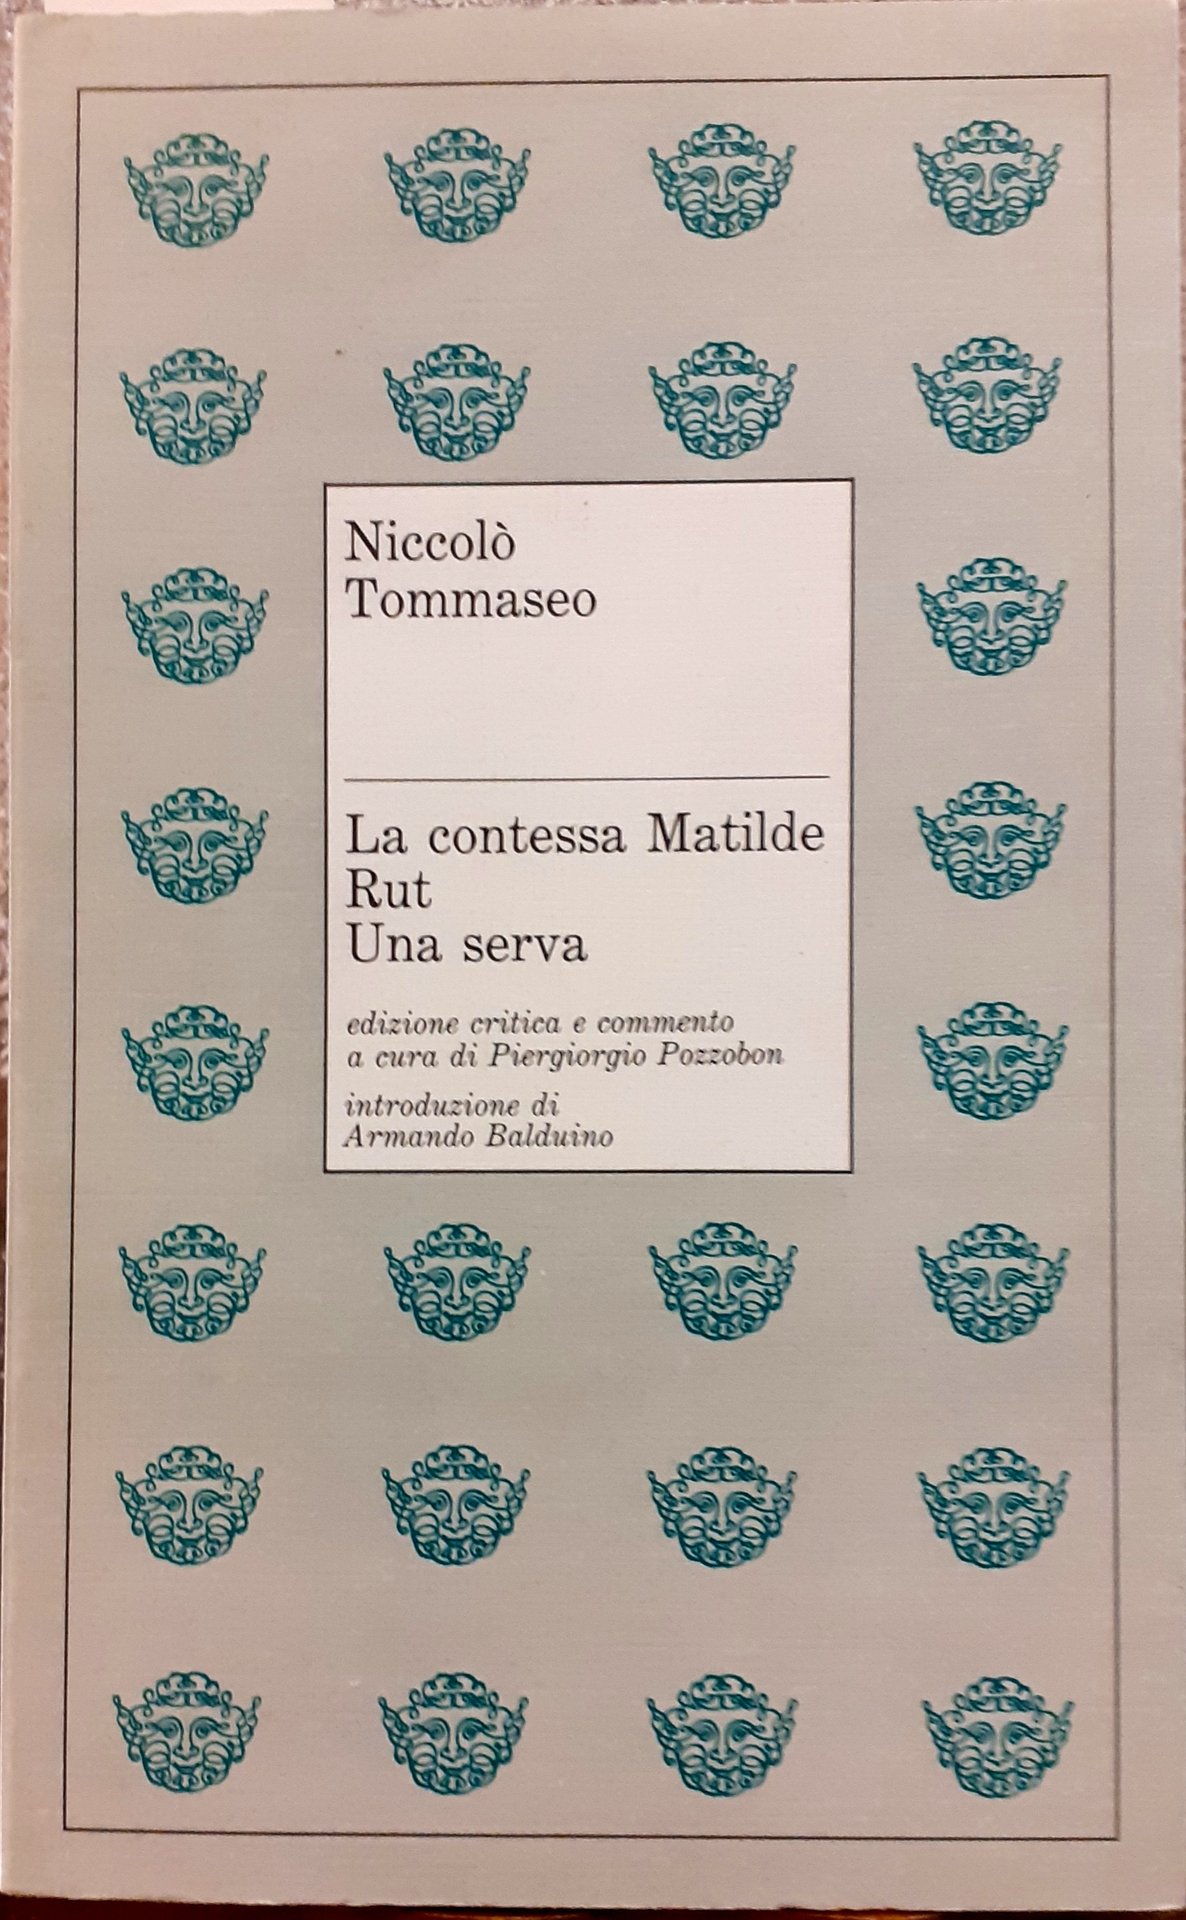 Niccolò
Tommaseo
La contessa Matilde
Rut
Una serva
edizione critica e commento
a cura di Piergiorgio Pozzobon
introduzione di
Armando Balduino